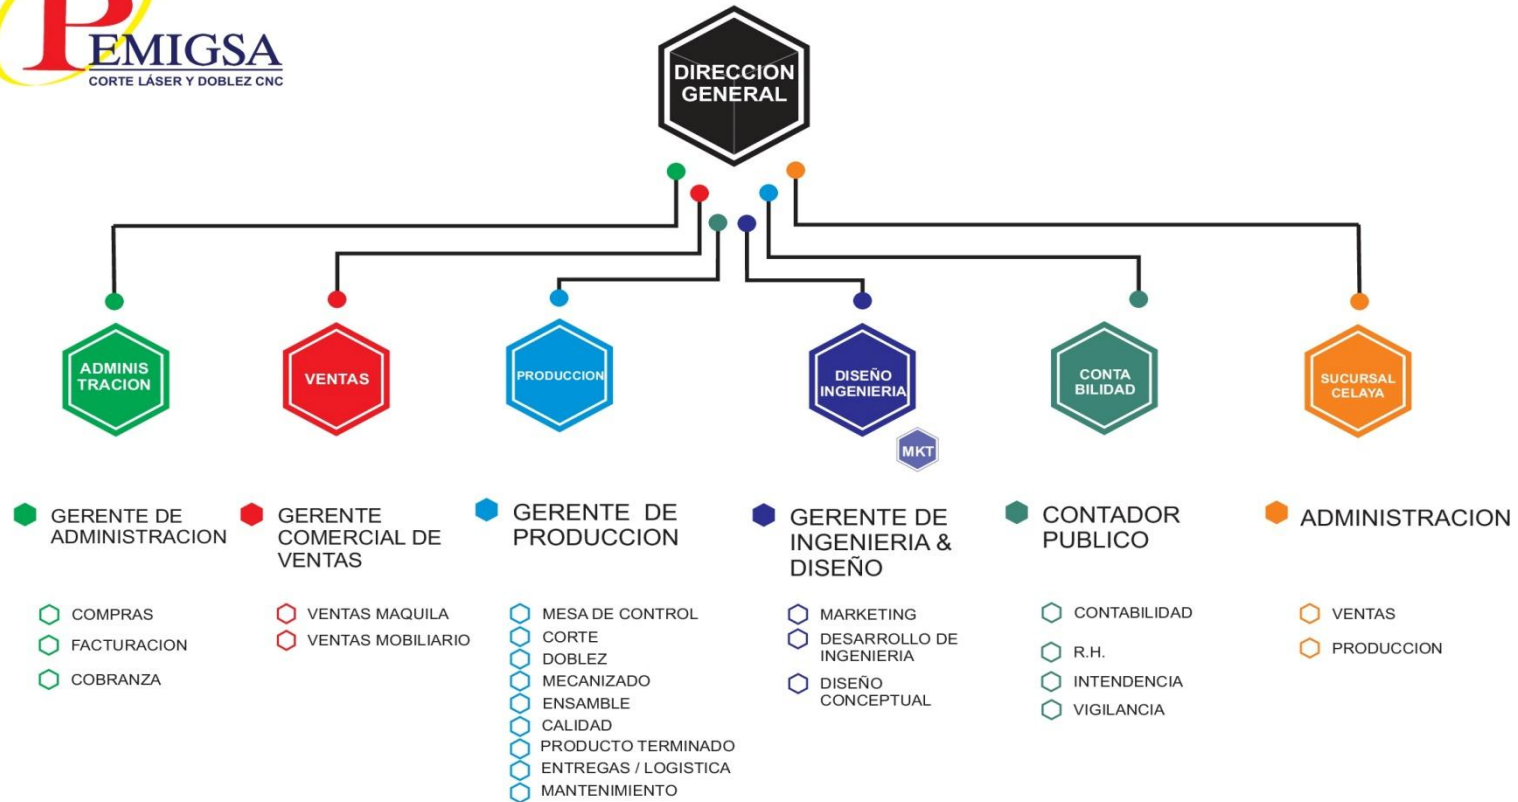 PEMIGSA
CORTE LÁSER Y DOBLEZ CNC
DIRECCION
GENERAL
ADMINIS
TRACION
VENTAS
PRODUCCION
DISEÑO
INGENIERIA
MKT
CONTA
BILIDAD
SUCURSAL
CELAYA
GERENTE DE
ADMINISTRACION
COMPRAS
FACTURACION
COBRANZA
GERENTE
COMERCIAL DE
VENTAS
VENTAS MAQUILA
VENTAS MOBILIARIO
GERENTE DE
PRODUCCION
MESA DE CONTROL
CORTE
DOBLEZ
MECANIZADO
ENSAMBLE
CALIDAD
PRODUCTO TERMINADO
ENTREGAS / LOGISTICA
MANTENIMIENTO
GERENTE DE
INGENIERIA &
DISEÑO
MARKETING
DESARROLLO DE
INGENIERIA
DISEÑO
CONCEPTUAL
CONTADOR
PUBLICO
CONTABILIDAD
R.H.
INTENDENCIA
VIGILANCIA
ADMINISTRACION
VENTAS
PRODUCCION